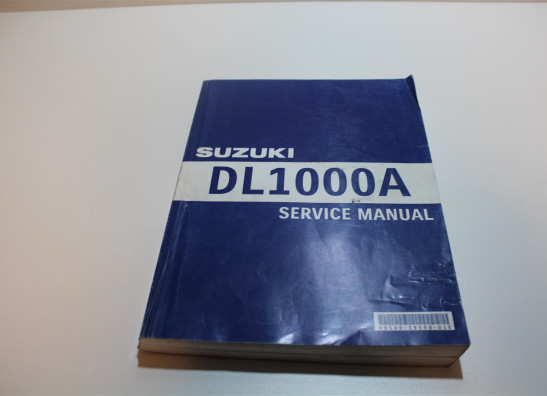 SUZUKI
DL1000A
SERVICE MANUAL